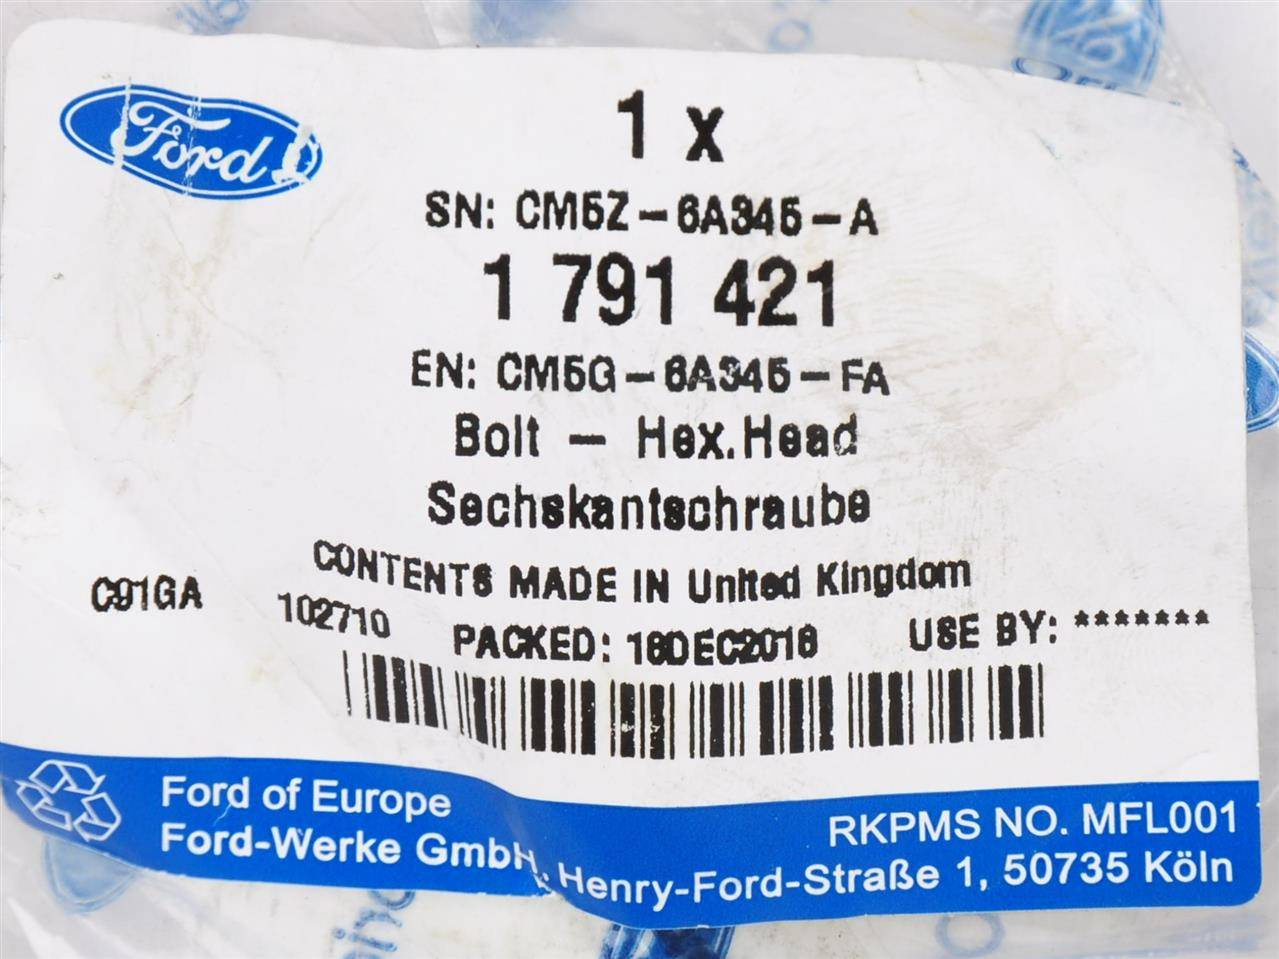 Ford
1 x
SN: CM5Z-6A345-A
1 791 421
EN: CM5G-6A345-FA
Bolt - Hex.Head
Sechskantschraube
CONTENTS MADE IN United Kingdom
C91GA 102710 PACKED: USE BY: *******
Ford of Europe
Ford-Werke GmbH, Henry-Ford-Straße 1, 50735 Köln
RKPMS NO. MFL001